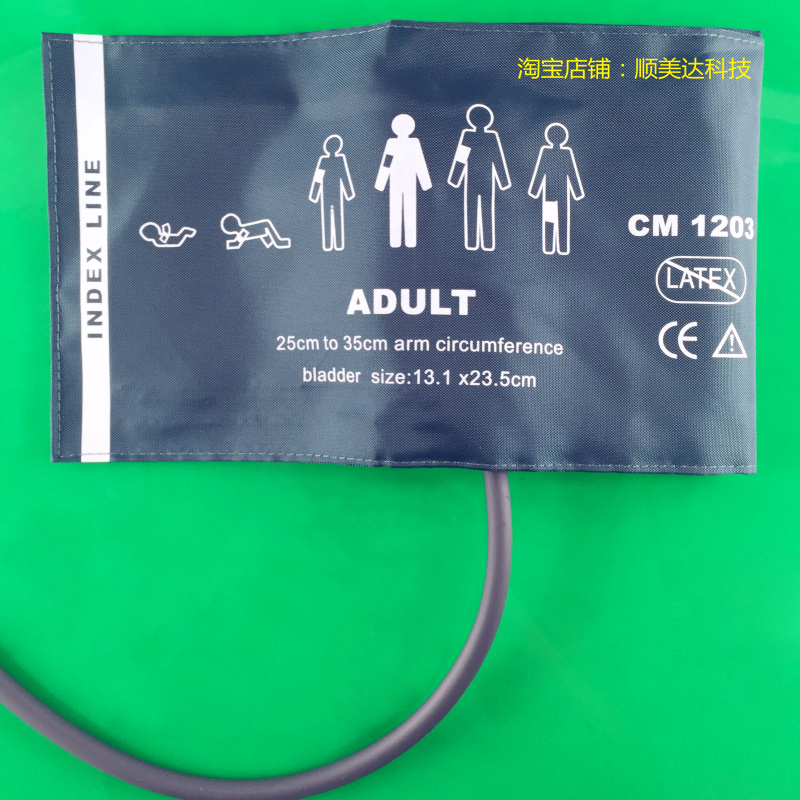 淘宝店铺：顺美达科技
INDEX LINE
CM 1203
LATEX
CE
ADULT
25cm to 35cm arm circumference
bladder size:13.1 x23.5cm